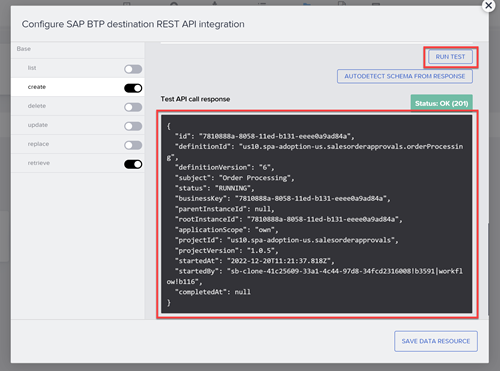 Configure SAP BTP destination REST API integration
Base
list
create
delete
update
replace
retrieve
RUN TEST
AUTODETECT SCHEMA FROM RESPONSE
Test API call response
Status: OK (201)
{
"id": "7810888a-8058-11ed-b131-eeee0a9ad84a",
"definitionId": "us10.spa-adoption-us.salesorderapprovals.orderProcessin
g",
"definitionVersion": "6",
"subject": "Order Processing",
"status": "RUNNING",
"businessKey": "7810888a-8058-11ed-b131-eeee0a9ad84a",
"parentInstanceId": null,
"rootInstanceId": "7810888a-8058-11ed-b131-eeee0a9ad84a",
"applicationScope": "own",
"projectId": "us10.spa-adoption-us.salesorderapprovals",
"projectVersion": "1.0.5",
"startedAt": "2022-12-20T11:21:37.818Z",
"startedBy": "sb-clone-41c25609-33a1-4c44-97d8-34fcd2316008!b3591|workfl
ow!b116",
"completedAt": null
}
SAVE DATA RESOURCE